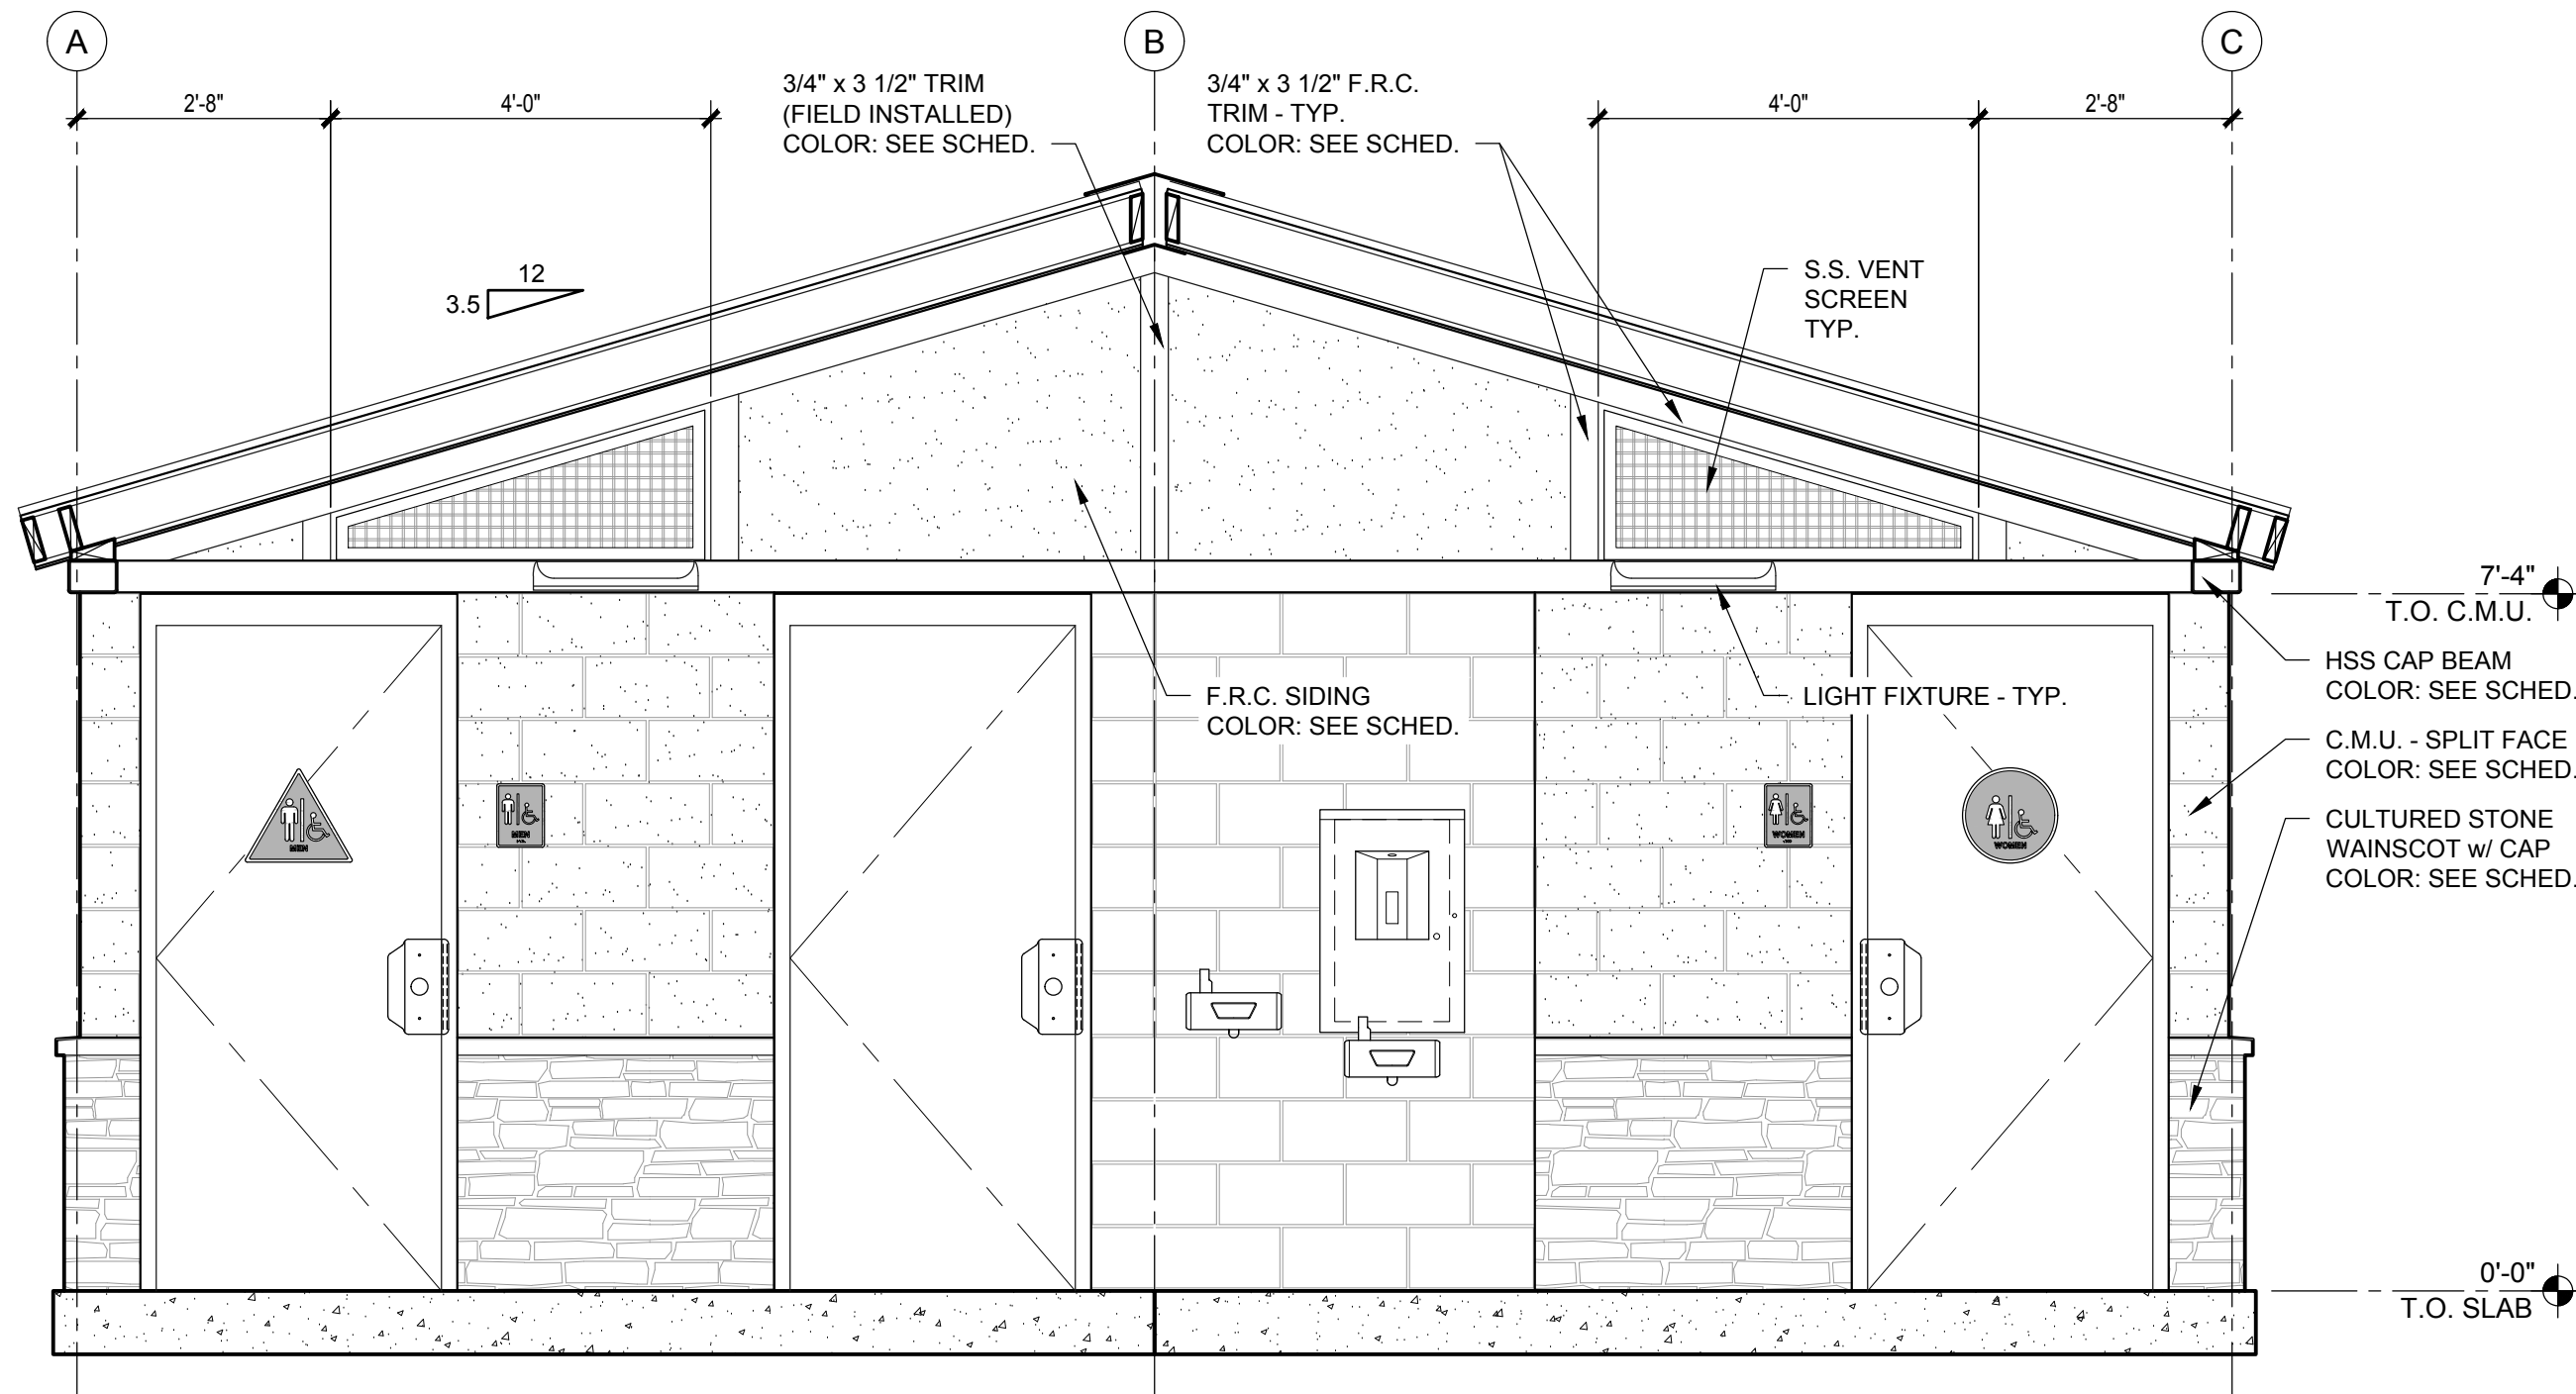 A
B
C
2'-8"
4'-0"
3/4" x 3 1/2" TRIM
(FIELD INSTALLED)
COLOR: SEE SCHED.
3/4" x 3 1/2" F.R.C.
TRIM - TYP.
COLOR: SEE SCHED.
4'-0"
2'-8"
12
3.5
S.S. VENT
SCREEN
TYP.
7'-4"
T.O. C.M.U.
HSS CAP BEAM
COLOR: SEE SCHED.
F.R.C. SIDING
COLOR: SEE SCHED.
LIGHT FIXTURE - TYP.
C.M.U. - SPLIT FACE
COLOR: SEE SCHED.
CULTURED STONE
WAINSCOT w/ CAP
COLOR: SEE SCHED.
MEN
MEN
WOMEN
WOMEN
0'-0"
T.O. SLAB